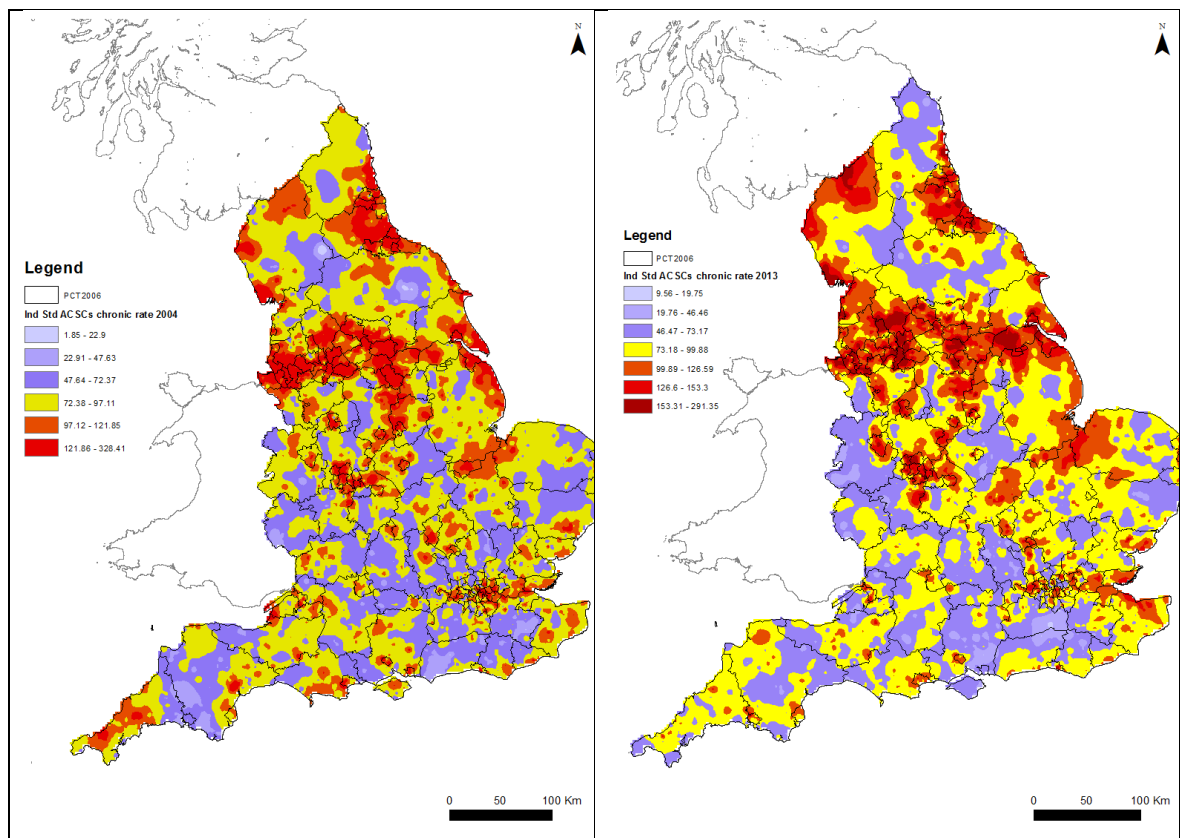 N
Legend
PCT2006
Ind Std ACSCs chronic rate 2004
1.85 - 22.9
22.91 - 47.63
47.64 - 72.37
72.38 - 97.11
97.12 - 121.85
121.86 - 328.41
0 50 100 Km
N
Legend
PCT2006
Ind Std ACSCs chronic rate 2013
9.56 - 19.75
19.76 - 46.46
46.47 - 73.17
73.18 - 99.88
99.89 - 126.59
126.6 - 153.3
153.31 - 291.35
0 50 100 Km